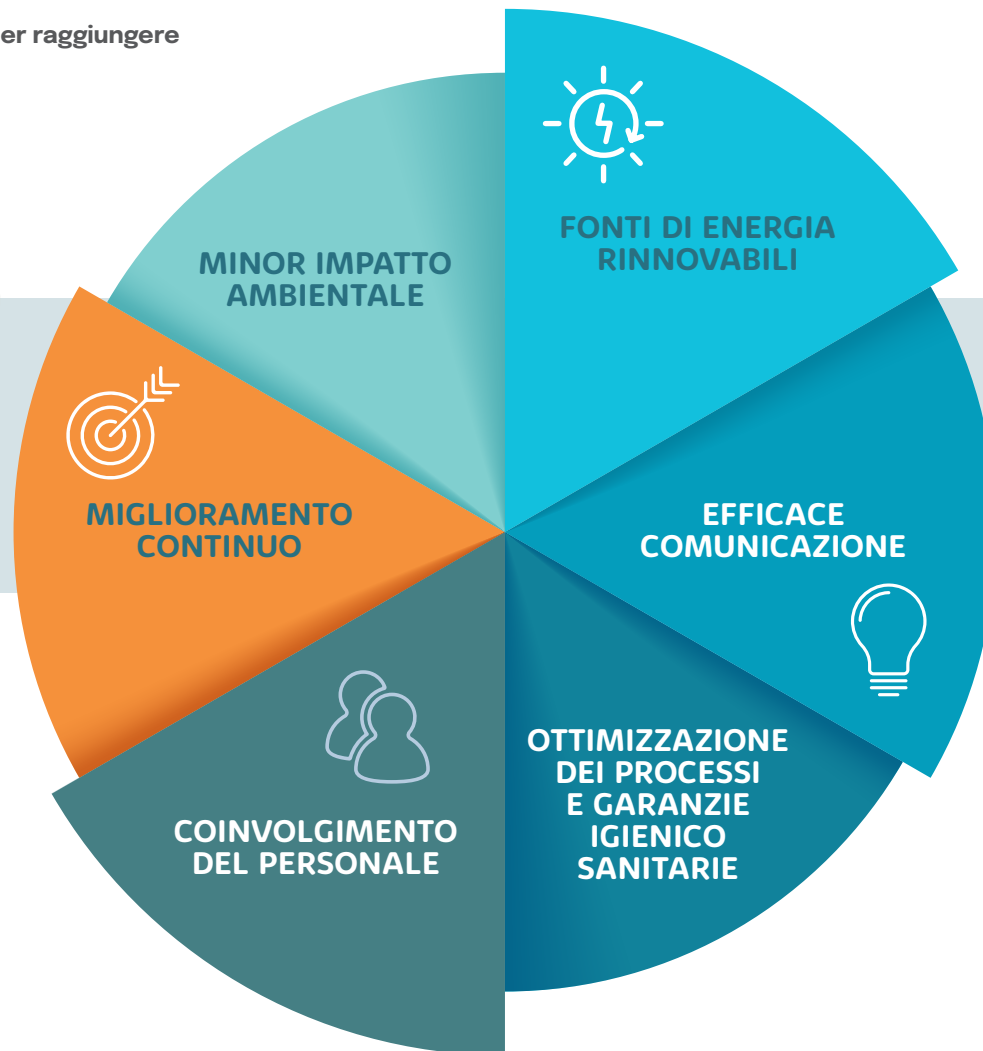 er raggiungere
FONTI DI ENERGIA
RINNOVABILI
EFFICACE
COMUNICAZIONE
OTTIMIZZAZIONE
DEI PROCESSI
E GARANZIE
IGIENICO
SANITARIE
COINVOLGIMENTO
DEL PERSONALE
MIGLIORAMENTO
CONTINUO
MINOR IMPATTO
AMBIENTALE